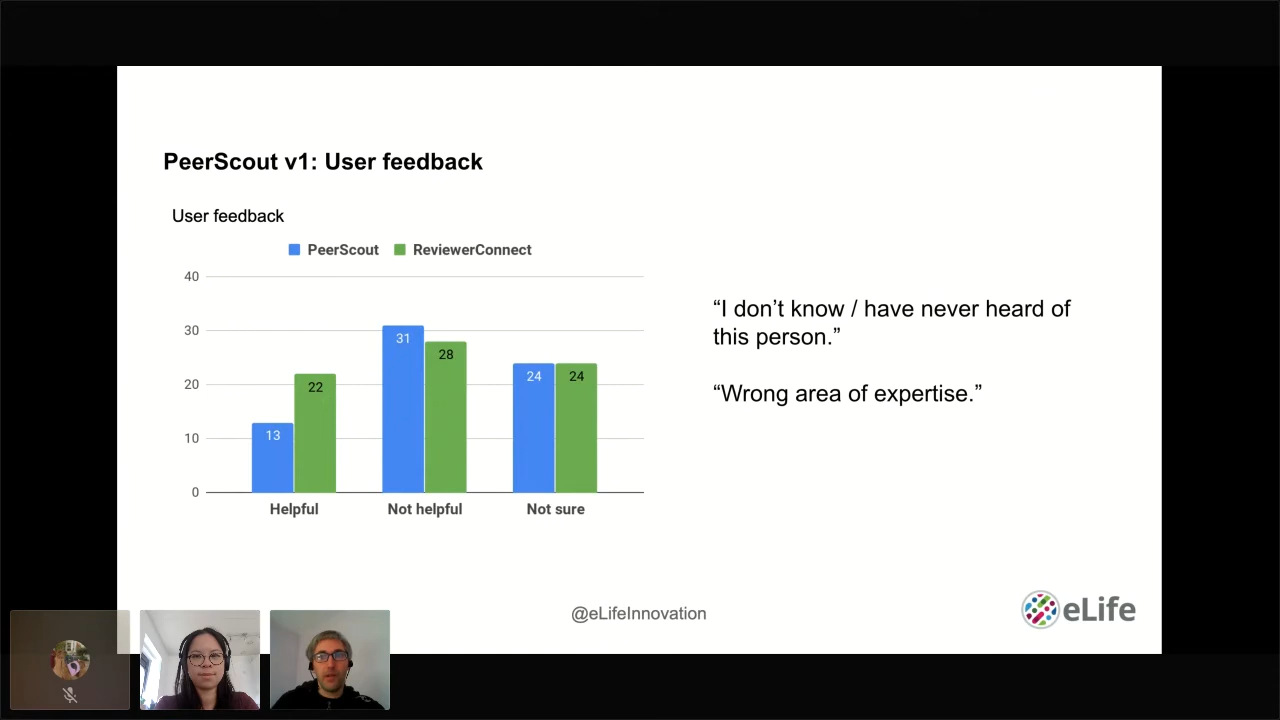 PeerScout v1: User feedback
User feedback
PeerScout ReviewerConnect
40
30
20
10
0
13
22
31
28
24
24
Helpful Not helpful Not sure
“I don’t know / have never heard of
this person.”
“Wrong area of expertise.”
@eLifeInnovation
eLife